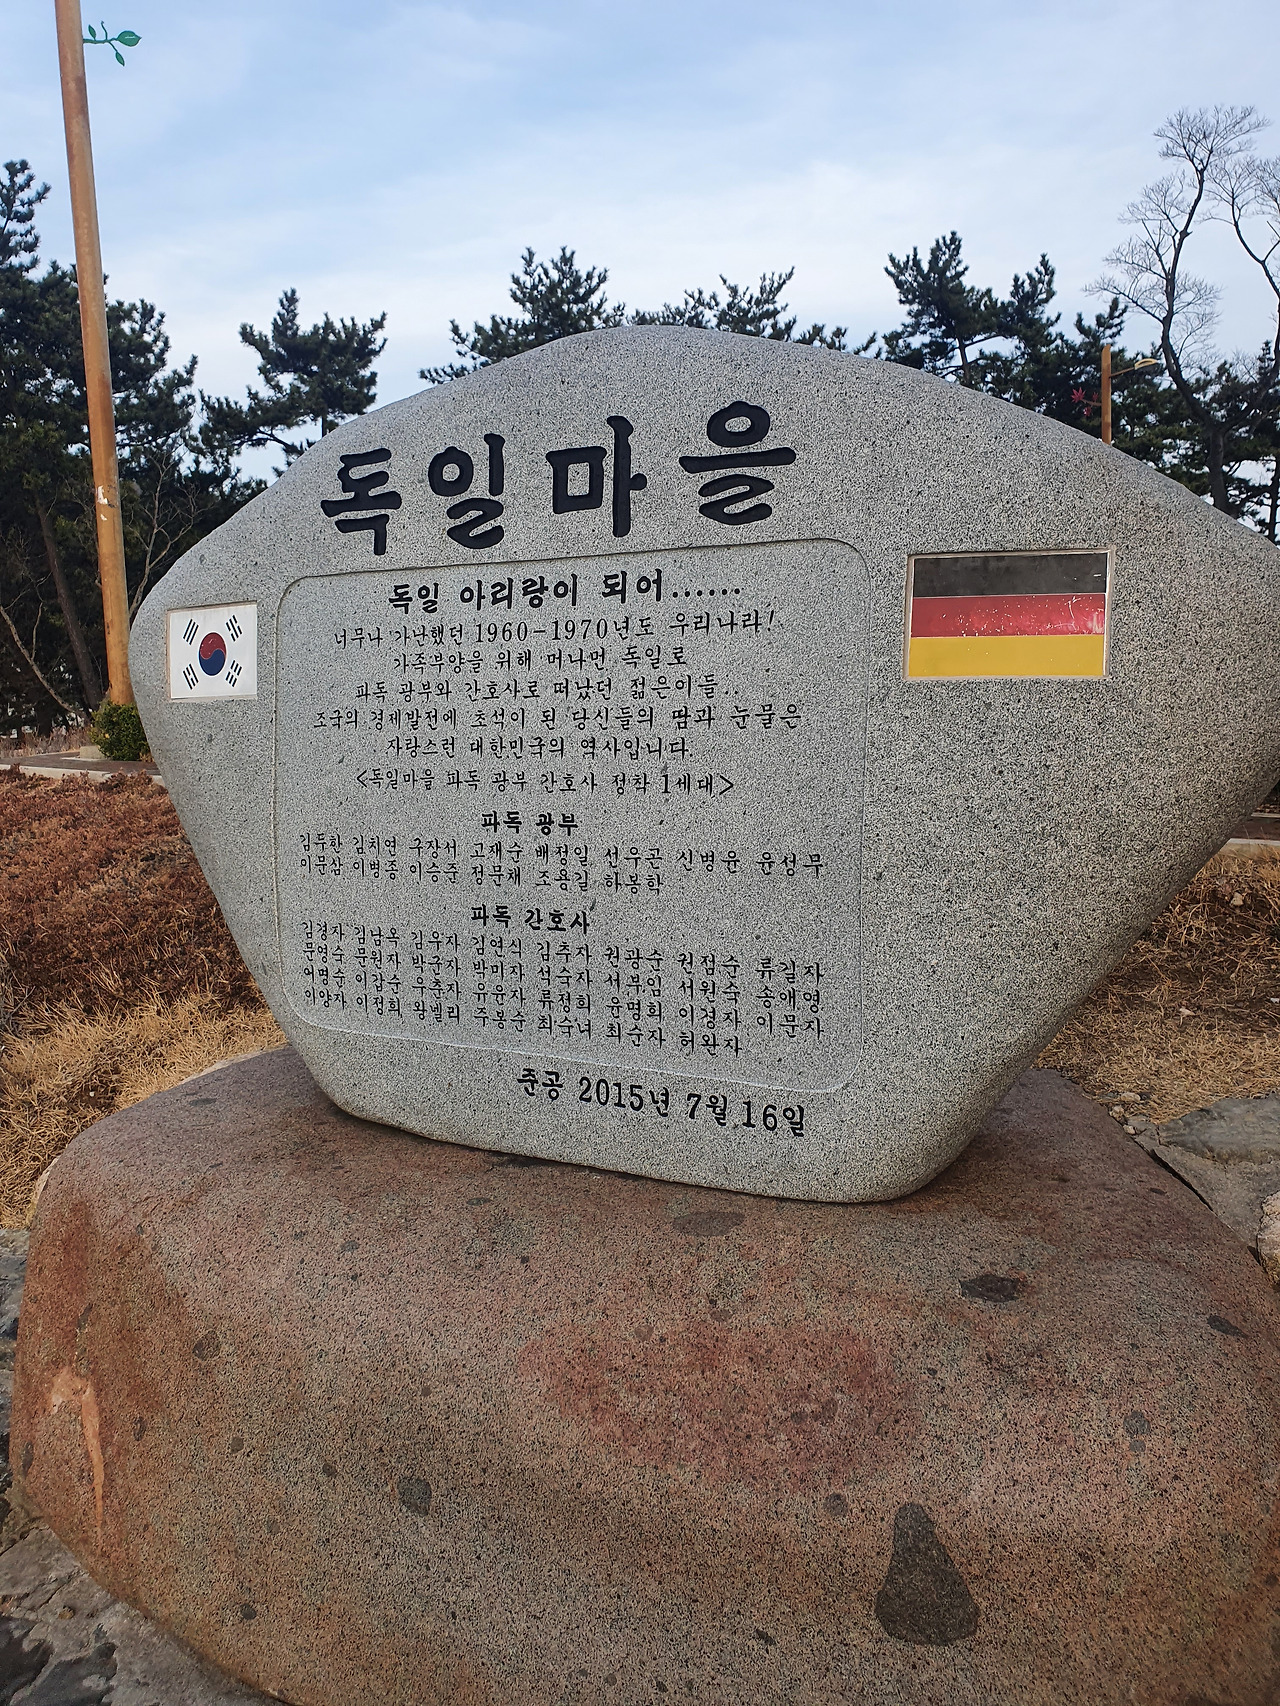 독일마을
독일 아리랑이 되어......
너무나 가난했던 1960-1970년도 우리나라!
가족부양을 위해 머나먼 독일로
파독 광부와 간호사로 떠났던 젊은이들..
조국의 경제발전에 초석이 된 당신들의 땀과 눈물은
자랑스런 대한민국의 역사입니다.
<독일마을 파독 광부 간호사 정착 1세대>
파독 광부
김두한 김치연 구장서 고재순 배정일 선우곤 신병윤 윤성무
이문삼 이병종 이승준 정문채 조용길 하봉학
파독 간호사
김경자 김남옥 김우자 김연식 김추자 권광순 원점순 류길자
문영숙 문원자 박군자 박미자 석숙자 서부임 서원숙 송애영
여명순 이갑순 우춘자 유윤자 류정희 윤명희 이경자 이문자
이양자 이정희 왕벨리 주봉순 최수녀 최순자 허완자
준공 2015년 7월 16일